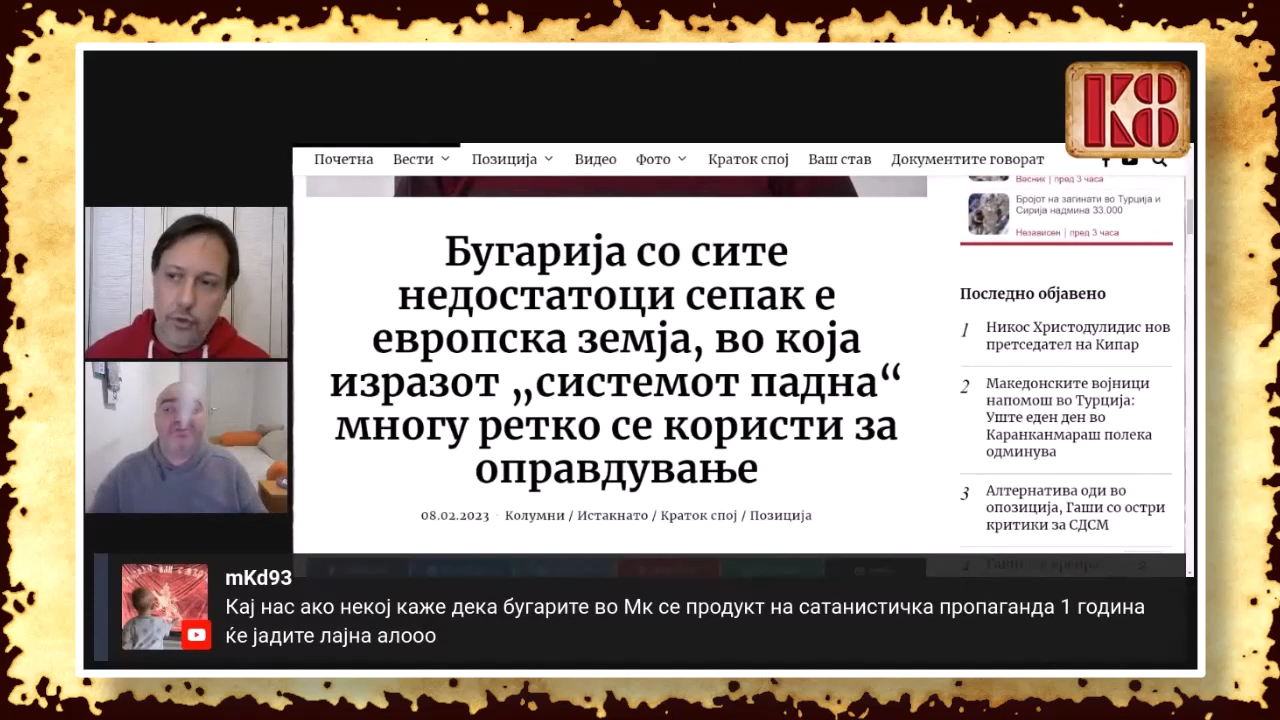 K8
Почетна Вести Позиција Видео Фото Краток спој Ваш став Документите говорат
Весник | пред 3 часа
Бројот на загинати во Турција и
Сирија надмина 33.000
Независен | пред 3 часа
Бугарија со сите
недостатоци сепак е
европска земја, во која
изразот „системот падна“
многу ретко се користи за
оправдување
08.02.2023 · Колумни / Истакнато / Краток спој / Позиција
Последно објавено
1 Никос Христодулидис нов
претседател на Кипар
2 Македонските војници
напомош во Турција:
Уште еден ден во
Каранканмараш полека
одминува
3 Алтернатива оди во
опозиција, Гаши со остри
критики за СДСМ
mKd93
Кај нас ако некој каже дека бугарите во Мк се продукт на сатанистичка пропаганда 1 година
ќе јадите лајна алооо